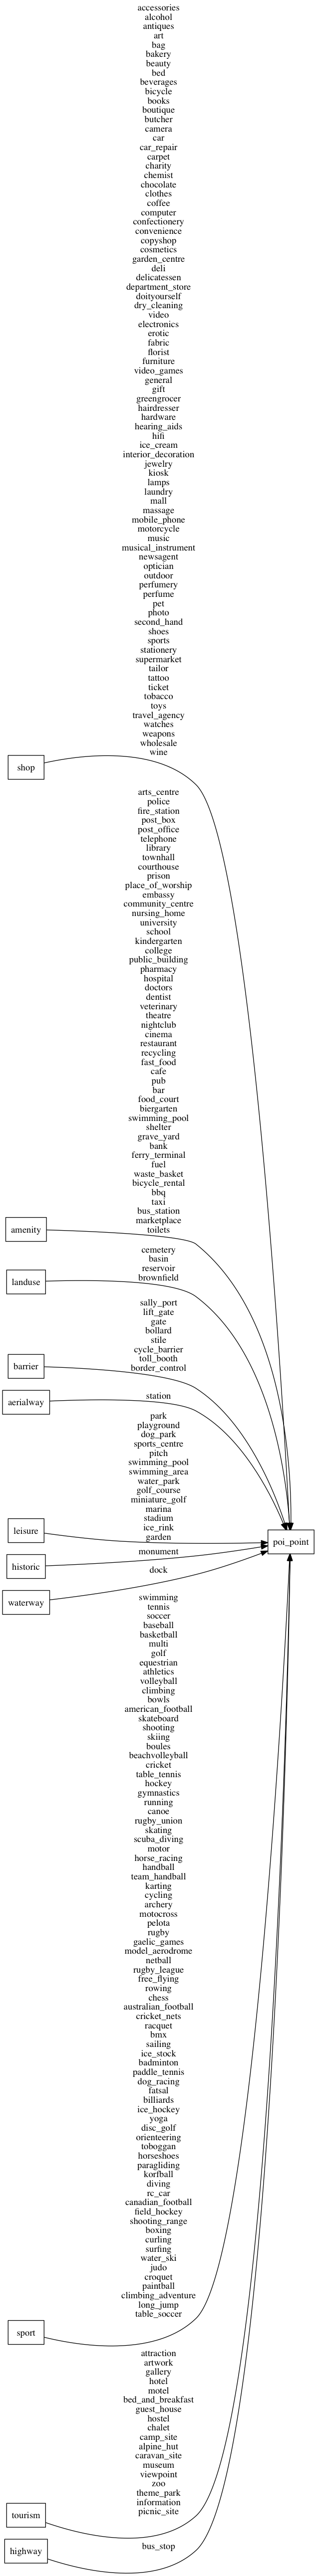 accessories
alcohol
antiques
art
bag
bakery
beauty
bed
beverages
bicycle
books
boutique
butcher
camera
car
car_repair
carpet
charity
chemist
chocolate
clothes
coffee
computer
confectionery
convenience
copyshop
cosmetics
garden_centre
deli
delicatessen
department_store
doityourself
dry_cleaning
video
electronics
erotic
fabric
florist
furniture
video_games
general
gift
greengrocer
hairdresser
hardware
hearing_aids
hifi
ice_cream
interior_decoration
jewelry
kiosk
lamps
laundry
mall
massage
mobile_phone
motorcycle
music
musical_instrument
newsagent
optician
outdoor
perfumery
perfume
pet
photo
second_hand
shoes
sports
stationery
supermarket
tailor
tattoo
ticket
tobacco
toys
travel_agency
watches
weapons
wholesale
wine
shop
arts_centre
police
fire_station
post_box
post_office
telephone
library
townhall
courthouse
prison
place_of_worship
embassy
community_centre
nursing_home
university
school
kindergarten
college
public_building
pharmacy
hospital
doctors
dentist
veterinary
theatre
nightclub
cinema
restaurant
recycling
fast_food
cafe
pub
bar
food_court
biergarten
swimming_pool
shelter
grave_yard
bank
ferry_terminal
fuel
waste_basket
bicycle_rental
bbq
taxi
bus_station
marketplace
toilets
amenity
cemetery
basin
reservoir
brownfield
landuse
sally_port
lift_gate
gate
bollard
stile
cycle_barrier
toll_booth
border_control
barrier
station
aerialway
park
playground
dog_park
sports_centre
pitch
swimming_pool
swimming_area
water_park
golf_course
miniature_golf
marina
stadium
ice_rink
garden
leisure
poi_point
monument
historic
dock
waterway
swimming
tennis
soccer
baseball
basketball
multi
golf
equestrian
athletics
volleyball
climbing
bowls
american_football
skateboard
shooting
skiing
boules
beachvolleyball
cricket
table_tennis
hockey
gymnastics
running
canoe
rugby_union
skating
scuba_diving
motor
horse_racing
handball
team_handball
karting
cycling
archery
motocross
pelota
rugby
gaelic_games
model_aerodrome
netball
rugby_league
free_flying
rowing
chess
australian_football
cricket_nets
racquet
bmx
sailing
ice_stock
badminton
paddle_tennis
dog_racing
fatsal
billiards
ice_hockey
yoga
disc_golf
orienteering
toboggan
horseshoes
paragliding
korfball
diving
rc_car
canadian_football
field_hockey
shooting_range
boxing
curling
surfing
water_ski
judo
croquet
paintball
climbing_adventure
long_jump
table_soccer
sport
attraction
artwork
gallery
hotel
motel
bed_and_breakfast
guest_house
hostel
chalet
camp_site
alpine_hut
caravan_site
museum
viewpoint
zoo
theme_park
information
picnic_site
tourism
bus_stop
highway